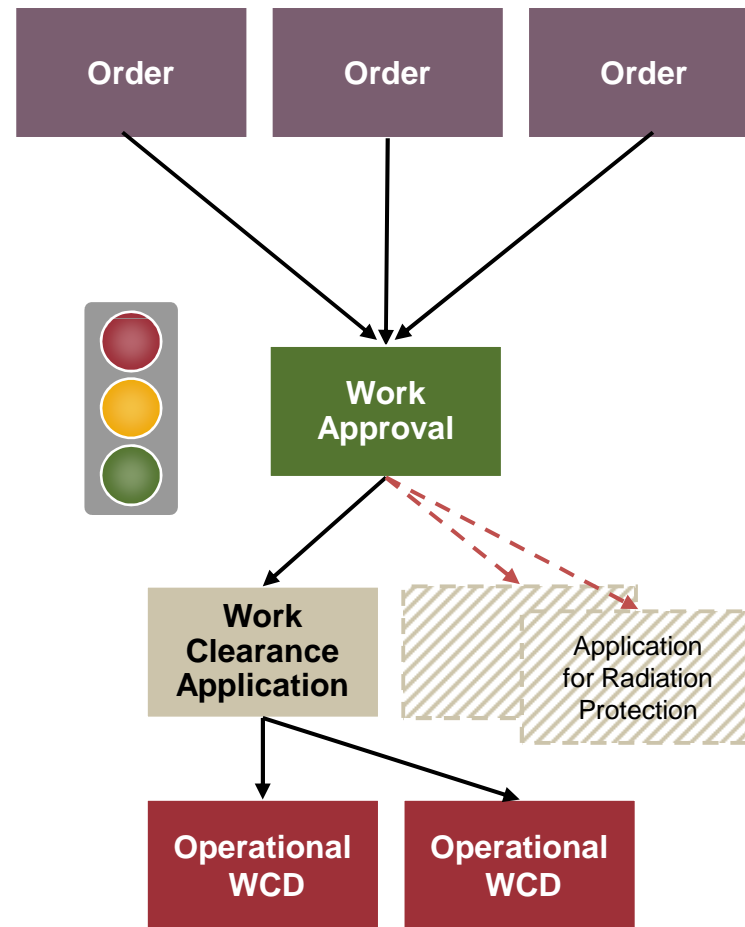 Order
Order
Order
Work
Approval
Work
Clearance
Application
Application
for Radiation
Protection
Operational
WCD
Operational
WCD